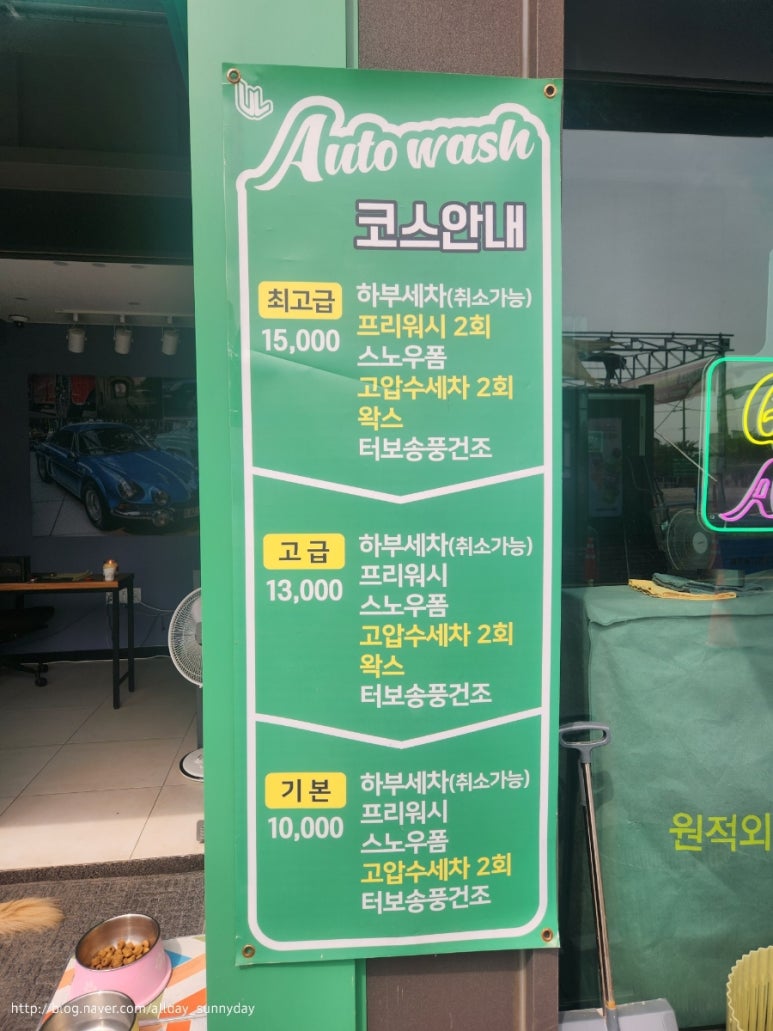 Auto wash
코스안내
최고급
15,000
하부세차(취소가능)
프리워시 2회
스노우폼
고압수세차 2회
왁스
터보송풍건조
고급
13,000
하부세차(취소가능)
프리워시
스노우폼
고압수세차 2회
왁스
터보송풍건조
기본
10,000
하부세차(취소가능)
프리워시
스노우폼
고압수세차 2회
터보송풍건조
원적외
http://blog.naver.com/allday_sunnyday